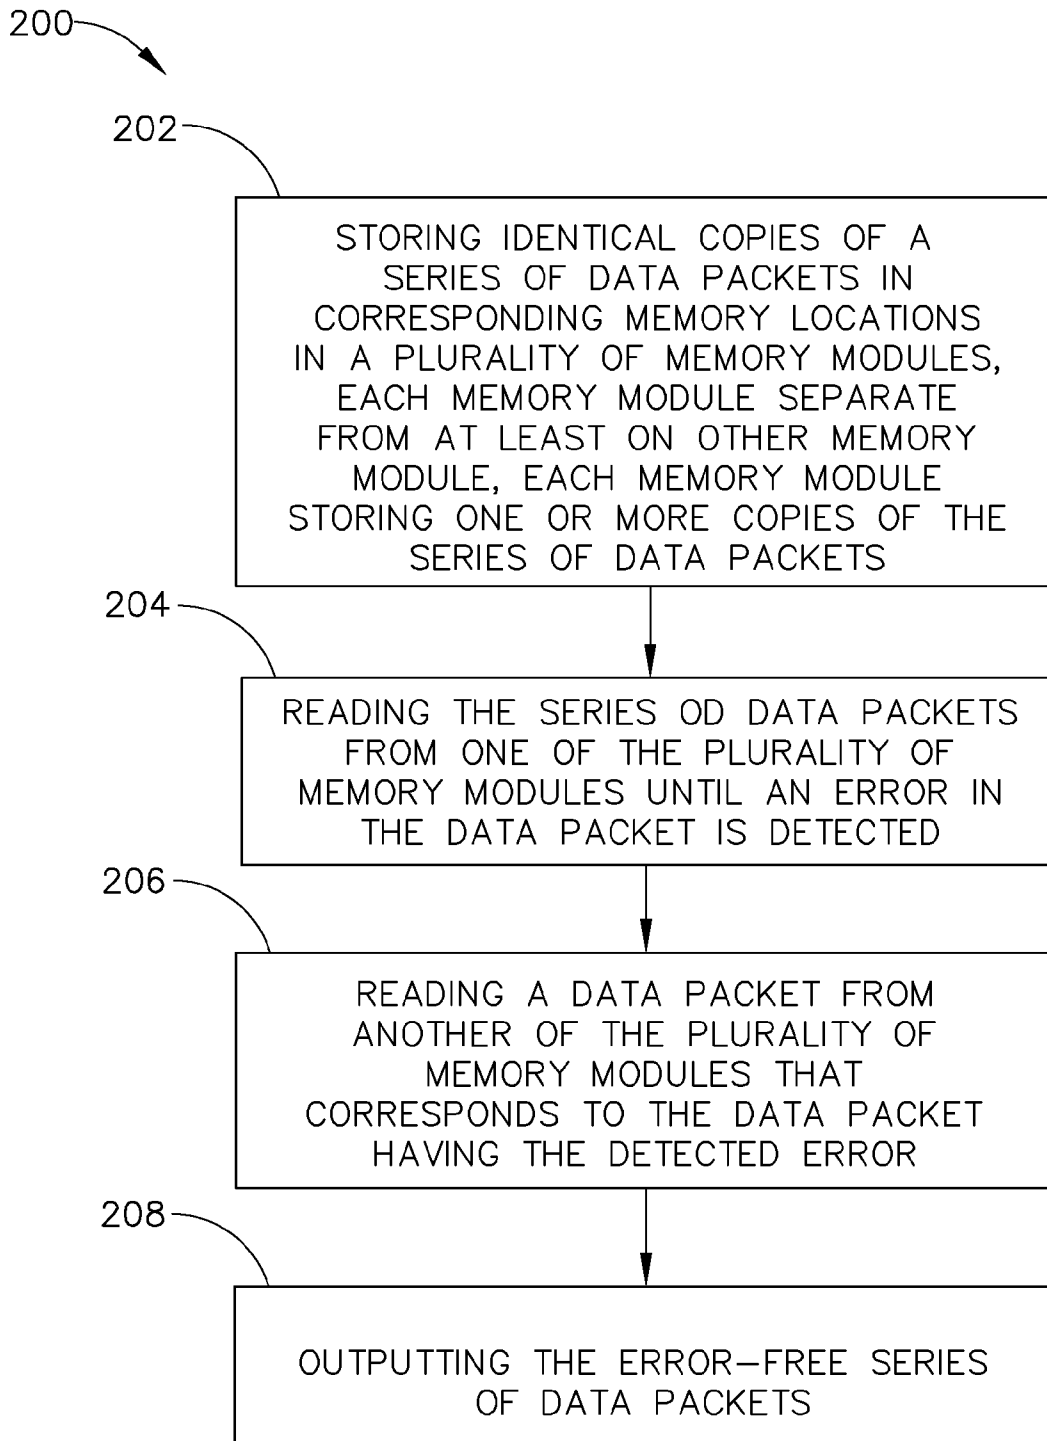 200
202
STORING IDENTICAL COPIES OF A
SERIES OF DATA PACKETS IN
CORRESPONDING MEMORY LOCATIONS
IN A PLURALITY OF MEMORY MODULES,
EACH MEMORY MODULE SEPARATE
FROM AT LEAST ON OTHER MEMORY
MODULE, EACH MEMORY MODULE
STORING ONE OR MORE COPIES OF THE
SERIES OF DATA PACKETS
204
READING THE SERIES OD DATA PACKETS
FROM ONE OF THE PLURALITY OF
MEMORY MODULES UNTIL AN ERROR IN
THE DATA PACKET IS DETECTED
206
READING A DATA PACKET FROM
ANOTHER OF THE PLURALITY OF
MEMORY MODULES THAT
CORRESPONDS TO THE DATA PACKET
HAVING THE DETECTED ERROR
208
OUTPUTTING THE ERROR-FREE SERIES
OF DATA PACKETS